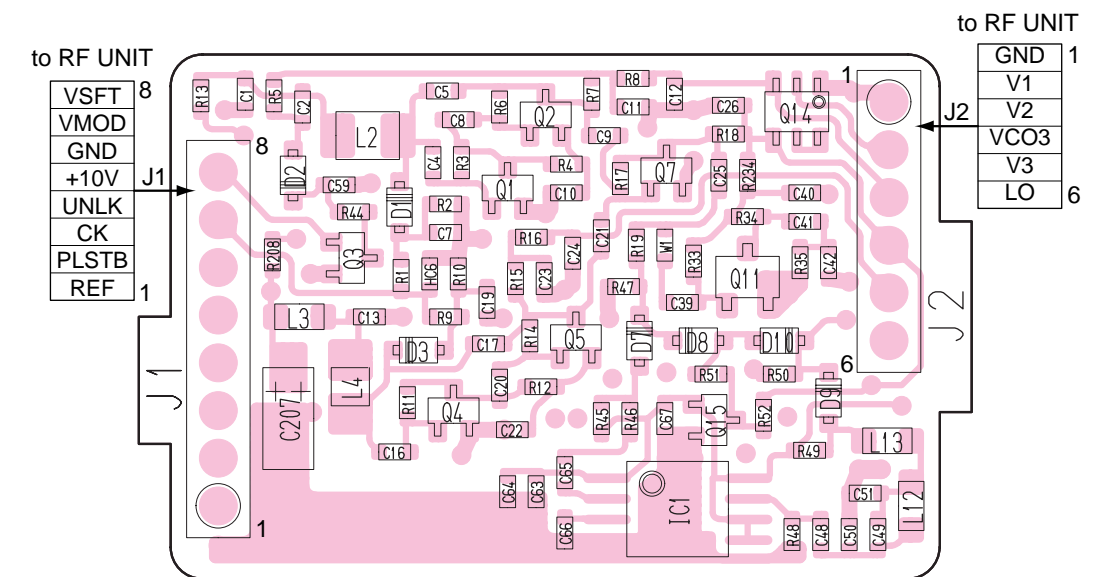 to RF UNIT
8
VSFT
VMOD
GND
+10V
UNLK
CK
PLSTB
REF
1
J1
to RF UNIT
GND
V1
V2
VCO3
V3
LO
1
6
J2
R13
C1
R5
C2
L2
C5
R6
C8
Q2
R7
R8
C11
C12
C26
Q14
1
8
D2
C59
R44
D1
C4
R3
Q1
R4
C10
C9
R17
Q7
R18
C25
R234
C40
C41
R2
C7
R16
C21
R19
W1
R33
R34
Q11
R35
C42
R208
Q3
R1
HC6
R10
C19
R15
C23
C24
R47
C39
L3
C13
R9
D3
C17
R14
Q5
D7
D8
D10
6
J2
J1
C207
L4
R11
Q4
C20
R12
C22
C16
R45
R46
C67
R51
Q15
R52
R50
D9
R49
L13
C64
C63
C65
C66
IC1
C51
L12
R48
C48
C50
C49
1